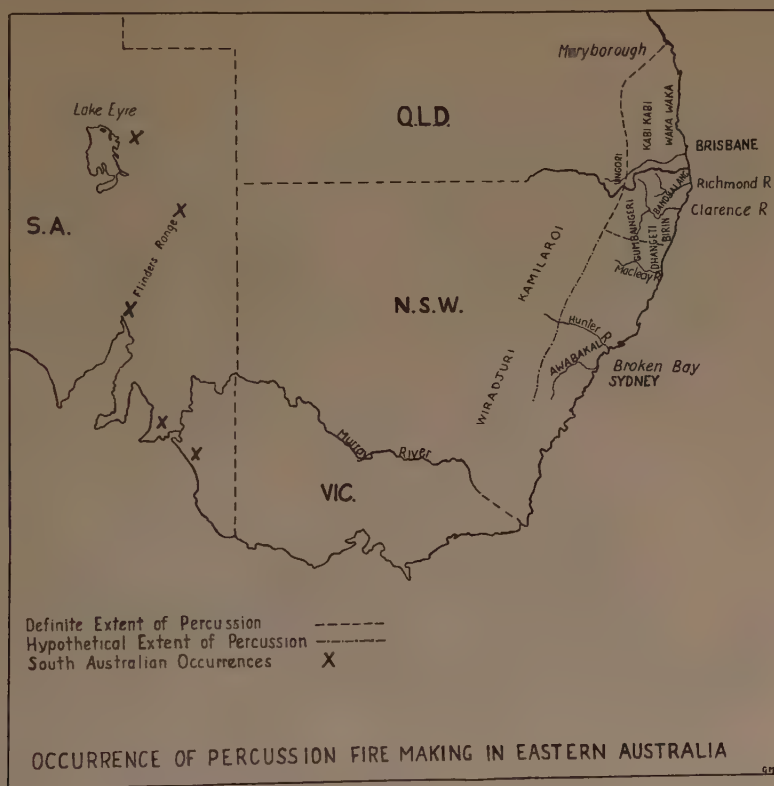 Maryborough
Lake Eyre
Q.L.D.
KABI KABI
WAKA WAKA
BRISBANE
Richmond R
Clarence R
S.A.
Flinders Range
BIRIN
DHANGETI
GUMBAINGERI
Macleay R
KAMILAROI
N.S.W.
Hunter R
AWABAKAL
Broken Bay
SYDNEY
WIRADJURI
Murray River
VIC.
Definite Extent of Percussion
Hypothetical Extent of Percussion
South Australian Occurrences X
OCCURRENCE OF PERCUSSION FIRE MAKING IN EASTERN AUSTRALIA